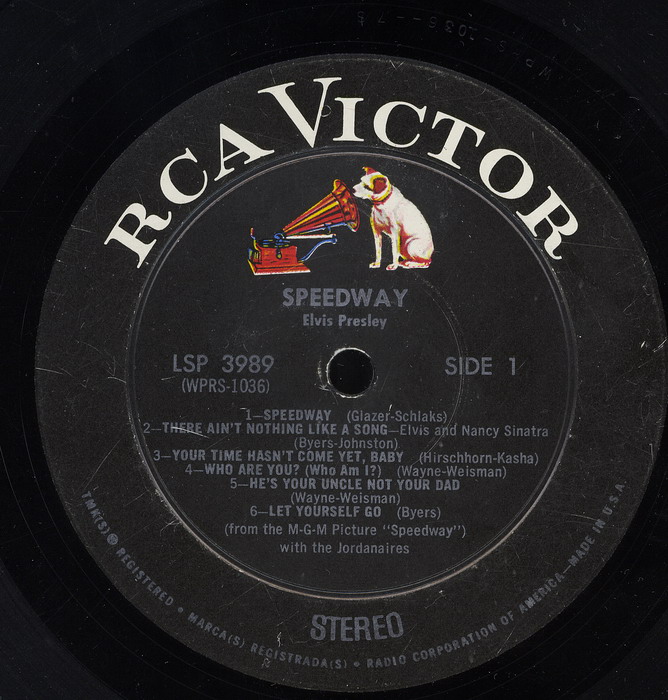 RCA VICTOR
SPEEDWAY
Elvis Presley
LSP 3989
SIDE 1
(WPRS-1036)
1—SPEEDWAY (Glazer-Schlaks)
2—THERE AIN'T NOTHING LIKE A SONG—Elvis and Nancy Sinatra
(Byers-Johnston)
3—YOUR TIME HASN'T COME YET, BABY (Hirschhorn-Kasha)
4—WHO ARE YOU? (Who Am I?) (Wayne-Weisman)
5—HE'S YOUR UNCLE NOT YOUR DAD
(Wayne-Weisman)
6—LET YOURSELF GO (Byers)
(from the M-G-M Picture "Speedway")
with the Jordanaires
STEREO
TMK(S) ® REGISTERED • MARCA(S) REGISTRADA(S) • RADIO CORPORATION OF AMERICA—MADE IN U.S.A.